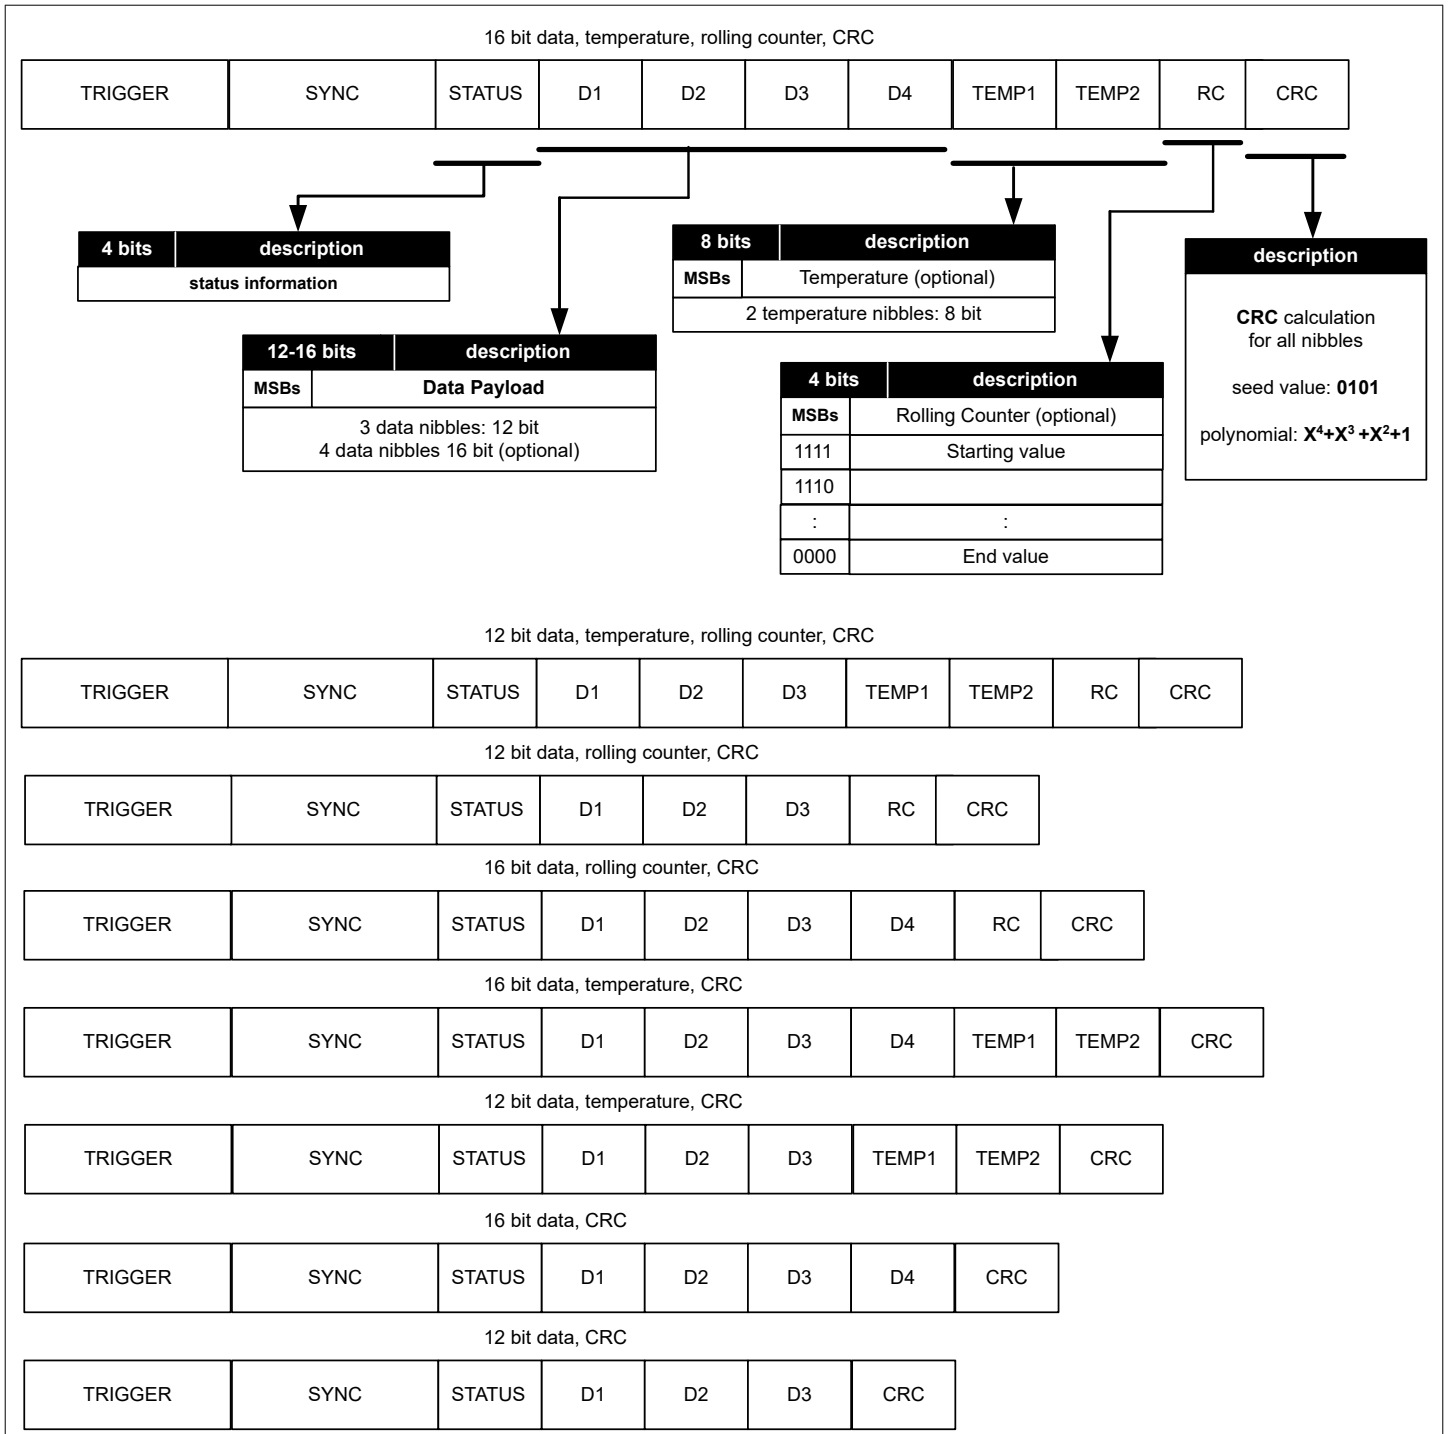 16 bit data, temperature, rolling counter, CRC
TRIGGER SYNC STATUS D1 D2 D3 D4 TEMP1 TEMP2 RC CRC
4 bits description
status information
12-16 bits description
MSBs Data Payload
3 data nibbles: 12 bit
4 data nibbles 16 bit (optional)
8 bits description
MSBs Temperature (optional)
2 temperature nibbles: 8 bit
4 bits description
MSBs Rolling Counter (optional)
1111 Starting value
1110
: :
0000 End value
description
CRC calculation
for all nibbles
seed value: 0101
polynomial: X⁴+X³ +X²+1
12 bit data, temperature, rolling counter, CRC
TRIGGER SYNC STATUS D1 D2 D3 TEMP1 TEMP2 RC CRC
12 bit data, rolling counter, CRC
TRIGGER SYNC STATUS D1 D2 D3 RC CRC
16 bit data, rolling counter, CRC
TRIGGER SYNC STATUS D1 D2 D3 D4 RC CRC
16 bit data, temperature, CRC
TRIGGER SYNC STATUS D1 D2 D3 D4 TEMP1 TEMP2 CRC
12 bit data, temperature, CRC
TRIGGER SYNC STATUS D1 D2 D3 TEMP1 TEMP2 CRC
16 bit data, CRC
TRIGGER SYNC STATUS D1 D2 D3 D4 CRC
12 bit data, CRC
TRIGGER SYNC STATUS D1 D2 D3 CRC